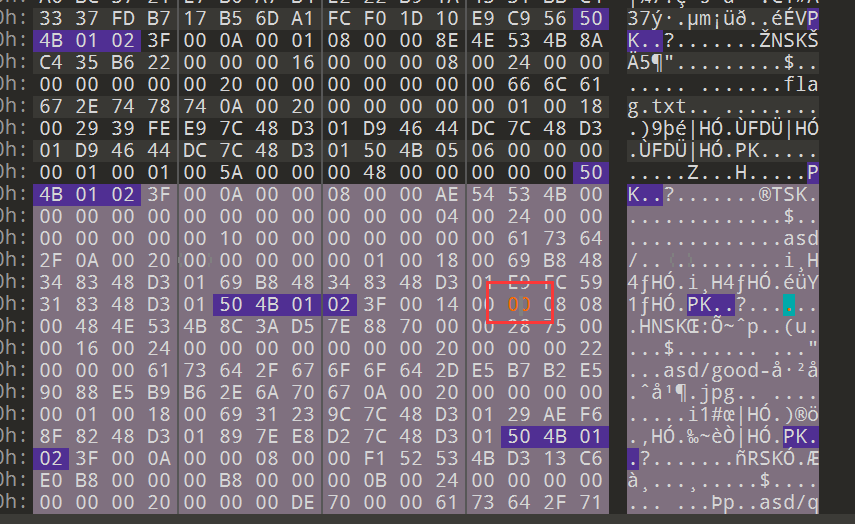 0h: 33 37 FD B7 17 B5 6D A1 FC F0 1D 10 E9 C9 56 50 37ý·.µm¡üð..éÉVP
0h: 4B 01 02 3F 00 0A 00 01 08 00 00 8E 4E 53 4B 8A K..?.......ŽNSKŠ
0h: C4 35 B6 22 00 00 00 16 00 00 00 08 00 24 00 00 Ä5¶".........$..
0h: 00 00 00 00 00 20 00 00 00 00 00 00 00 66 6C 61 ..... .......fla
0h: 67 2E 74 78 74 0A 00 20 00 00 00 00 00 01 00 18 g.txt.. ........
0h: 00 29 39 FE E9 7C 48 D3 01 D9 46 44 DC 7C 48 D3 .)9þé|HÓ.ÙFDÜ|HÓ
0h: 01 D9 46 44 DC 7C 48 D3 01 50 4B 05 06 00 00 00 .ÙFDÜ|HÓ.PK.....
0h: 00 01 00 01 00 5A 00 00 00 48 00 00 00 00 00 50 .....Z...H.....P
0h: 4B 01 02 3F 00 0A 00 00 00 08 00 00 AE 54 53 4B 00 K..?.......®TSK.
0h: 00 00 00 00 00 00 00 00 00 00 00 04 00 24 00 00 .............$..
0h: 00 00 00 00 00 10 00 00 00 00 00 00 00 61 73 64 .............asd
0h: 2F 0A 00 20 00 00 00 00 00 01 00 18 00 69 B8 48 /.. .........i¸H
0h: 34 83 48 D3 01 69 B8 48 34 83 48 D3 01 E9 FC 59 4ƒHÓ.i¸H4ƒHÓ.éüY
0h: 31 83 48 D3 01 50 4B 01 02 3F 00 14 00 00 08 08 1ƒHÓ.PK..?......
0h: 00 48 4E 53 4B 8C 3A D5 7E 88 70 00 00 28 75 00 .HNSKŒ:Õ~ˆp..(u.
0h: 00 16 00 24 00 00 00 00 00 00 00 20 00 00 00 22 ...$....... ..."
0h: 00 00 00 61 73 64 2F 67 6F 6F 64 2D E5 B7 B2 E5 ...asd/good-å·²å
0h: 90 88 E5 B9 B6 2E 6A 70 67 0A 00 20 00 00 00 00 .ˆå¹¶.jpg.. ....
0h: 00 01 00 18 00 69 31 23 9C 7C 48 D3 01 29 AE F6 .....i1#œ|HÓ.)®ö
0h: 8F 82 48 D3 01 89 7E E8 D2 7C 48 D3 01 50 4B 01 .‚HÓ.‰~èÒ|HÓ.PK.
0h: 02 3F 00 0A 00 00 08 00 00 F1 52 53 4B D3 13 C6 .?.......ñRSKÓ.Æ
0h: E0 B8 00 00 00 B8 00 00 00 0B 00 24 00 00 00 00 à¸...¸.....$....
0h: 00 00 00 20 00 00 00 DE 70 00 00 61 73 64 2F 71 ... ...Þp..asd/q